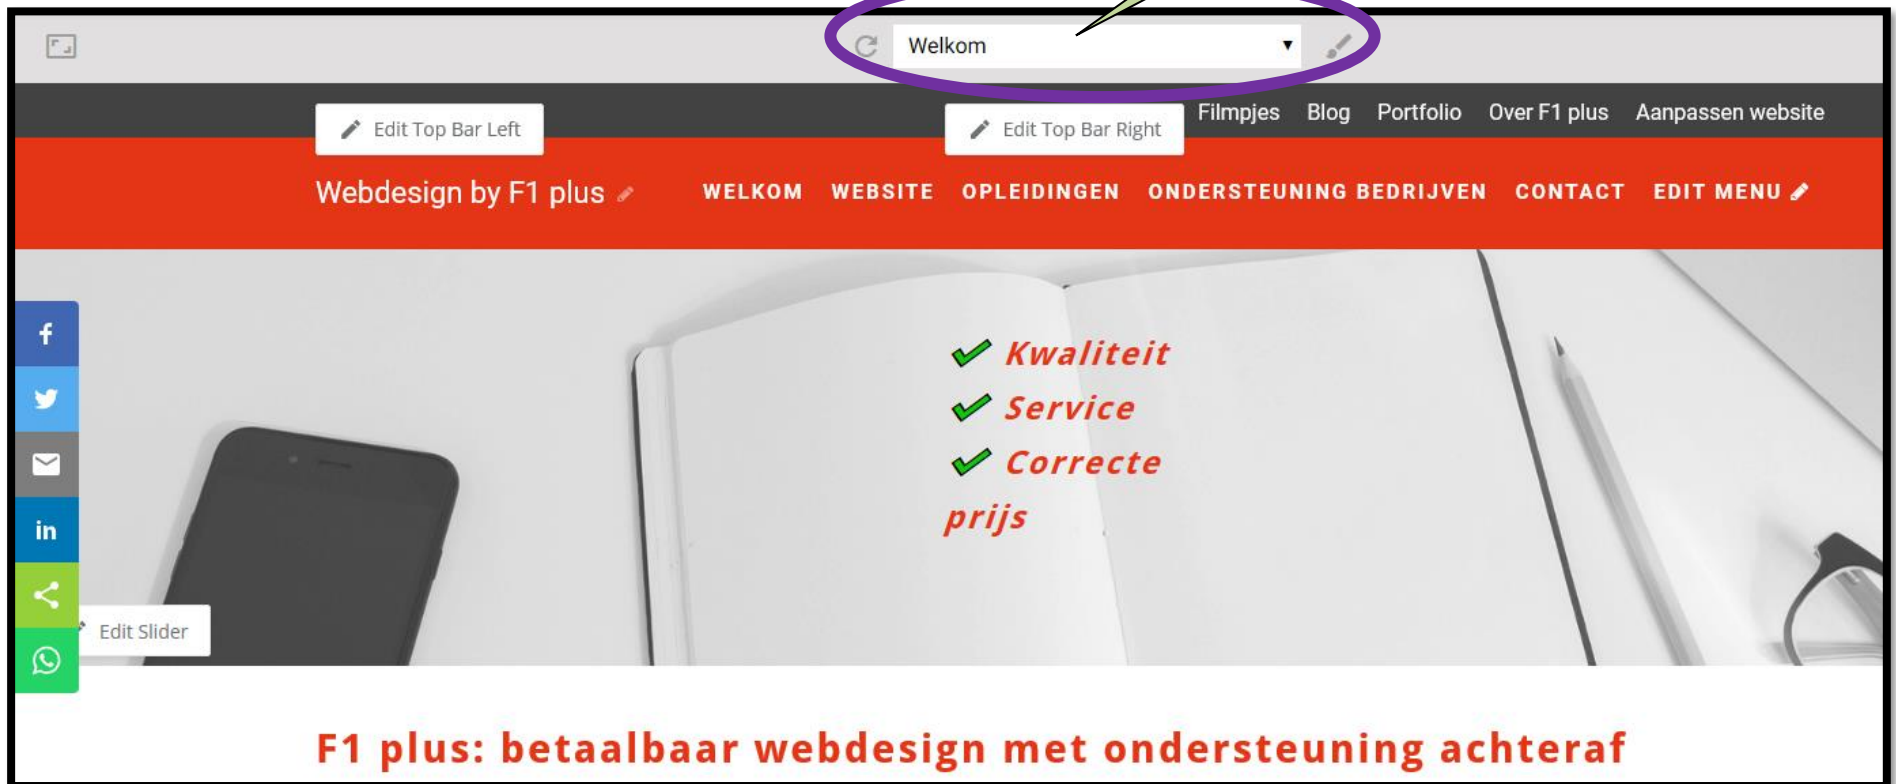 Welkom
Edit Top Bar Left
Edit Top Bar Right
Filmpjes Blog Portfolio Over F1 plus Aanpassen website
Webdesign by F1 plus
WELKOM WEBSITE OPLEIDINGEN ONDERSTEUNING BEDRIJVEN CONTACT EDIT MENU
Kwaliteit
Service
Correcte
prijs
f
in
Edit Slider
F1 plus: betaalbaar webdesign met ondersteuning achteraf